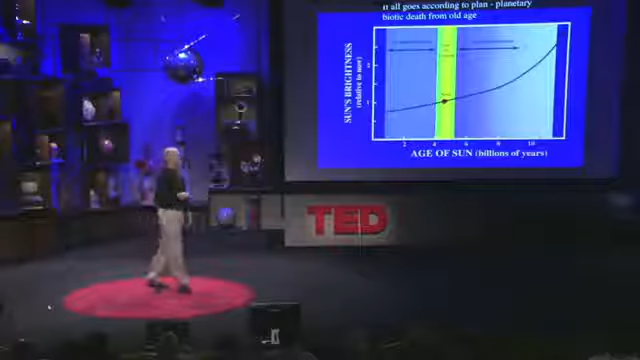 it all goes according to plan - planetary
biotic death from old age
SUN'S BRIGHTNESS
(relative to now)
2
1
2
4
6
8
10
AGE OF SUN (billions of years)
TED